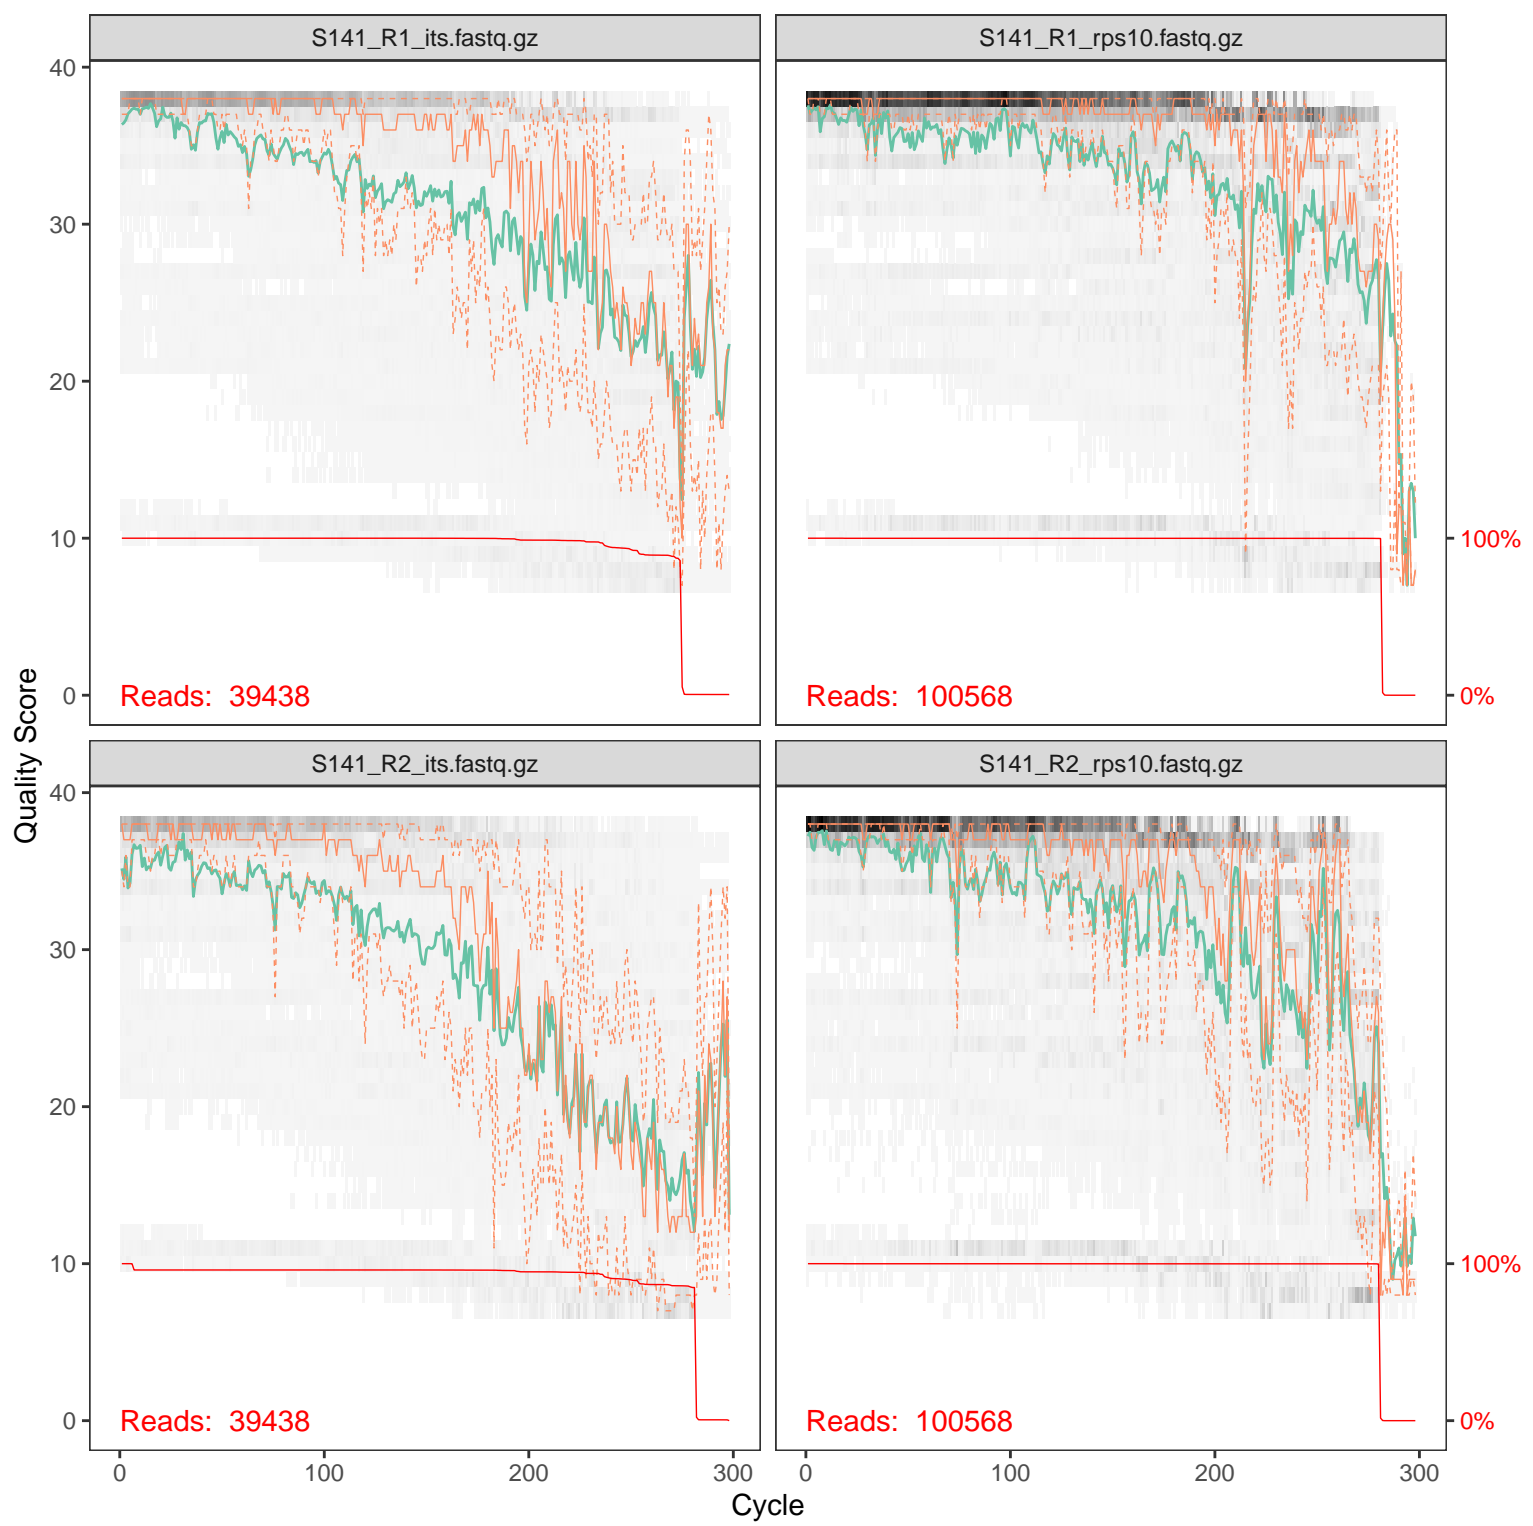 S141_R1_its.fastq.gz
S141_R1_rps10.fastq.gz
40
30
20
10
0
Reads: 39438
Reads: 100568
100%
0%
Quality Score
S141_R2_its.fastq.gz
S141_R2_rps10.fastq.gz
40
30
20
10
0
Reads: 39438
Reads: 100568
100%
0%
0 100 200 300
0 100 200 300
Cycle